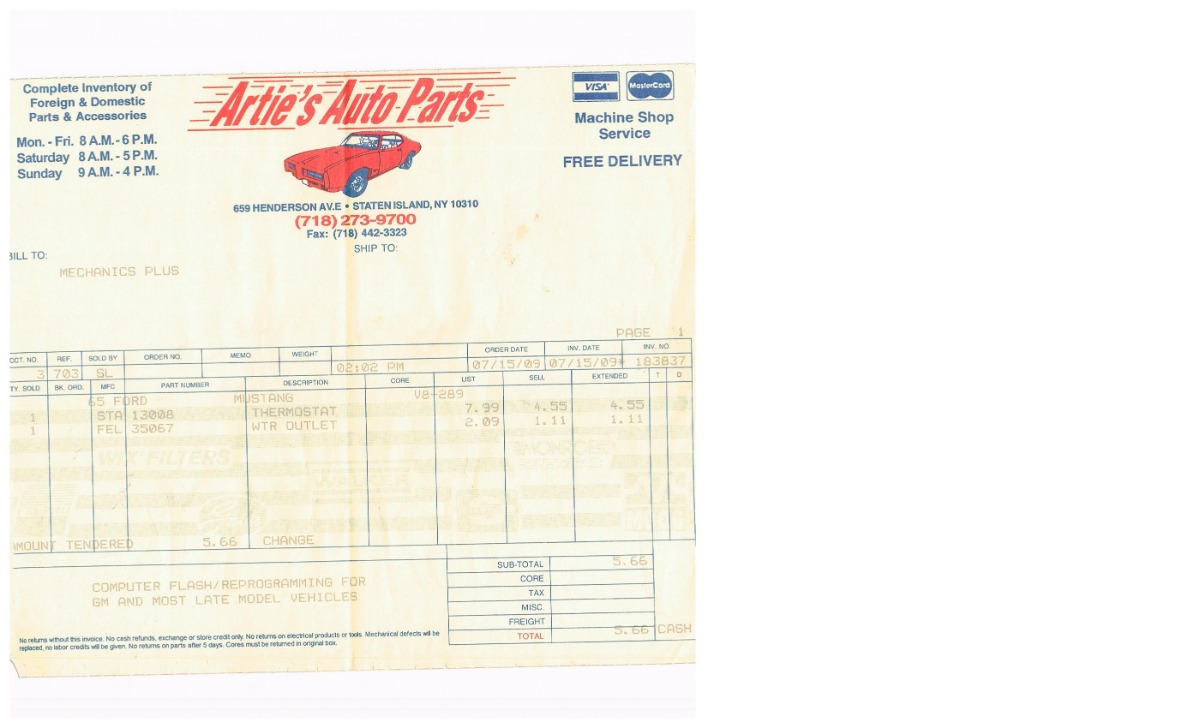 Complete Inventory of
Foreign & Domestic
Parts & Accessories
Mon. - Fri. 8 A.M. - 6 P.M.
Saturday 8 A.M. - 5 P.M.
Sunday 9 A.M. - 4 P.M.
Artie's Auto Parts
VISA MasterCard
Machine Shop
Service
FREE DELIVERY
659 HENDERSON AV.E • STATEN ISLAND, NY 10310
(718) 273-9700
Fax: (718) 442-3323
BILL TO: SHIP TO:
MECHANICS PLUS
PAGE 1
CCT. NO. REF. SOLD BY ORDER NO. MEMO WEIGHT ORDER DATE INV. DATE INV. NO.
3 703 SL 02:02 PM 07/15/09 07/15/09* 183837
TY. SOLD BK. ORD. MFC PART NUMBER DESCRIPTION CORE LIST SELL EXTENDED T D
65 FORD MUSTANG V8-289
1 STA 13008 THERMOSTAT 7.99 4.55 4.55
1 FEL 35067 WTR OUTLET 2.09 1.11 1.11
WIX FILTERS MONROE
WALKER
AMOUNT TENDERED 5.66 CHANGE
SUB-TOTAL 5.66
CORE
TAX
MISC.
FREIGHT
TOTAL 5.66 CASH
COMPUTER FLASH/REPROGRAMMING FOR
GM AND MOST LATE MODEL VEHICLES
No returns without this invoice. No cash refunds, exchange or store credit only. No returns on electrical products or tools. Mechanical defects will be
replaced, no labor credits will be given. No returns on parts after 5 days. Cores must be returned in original box.